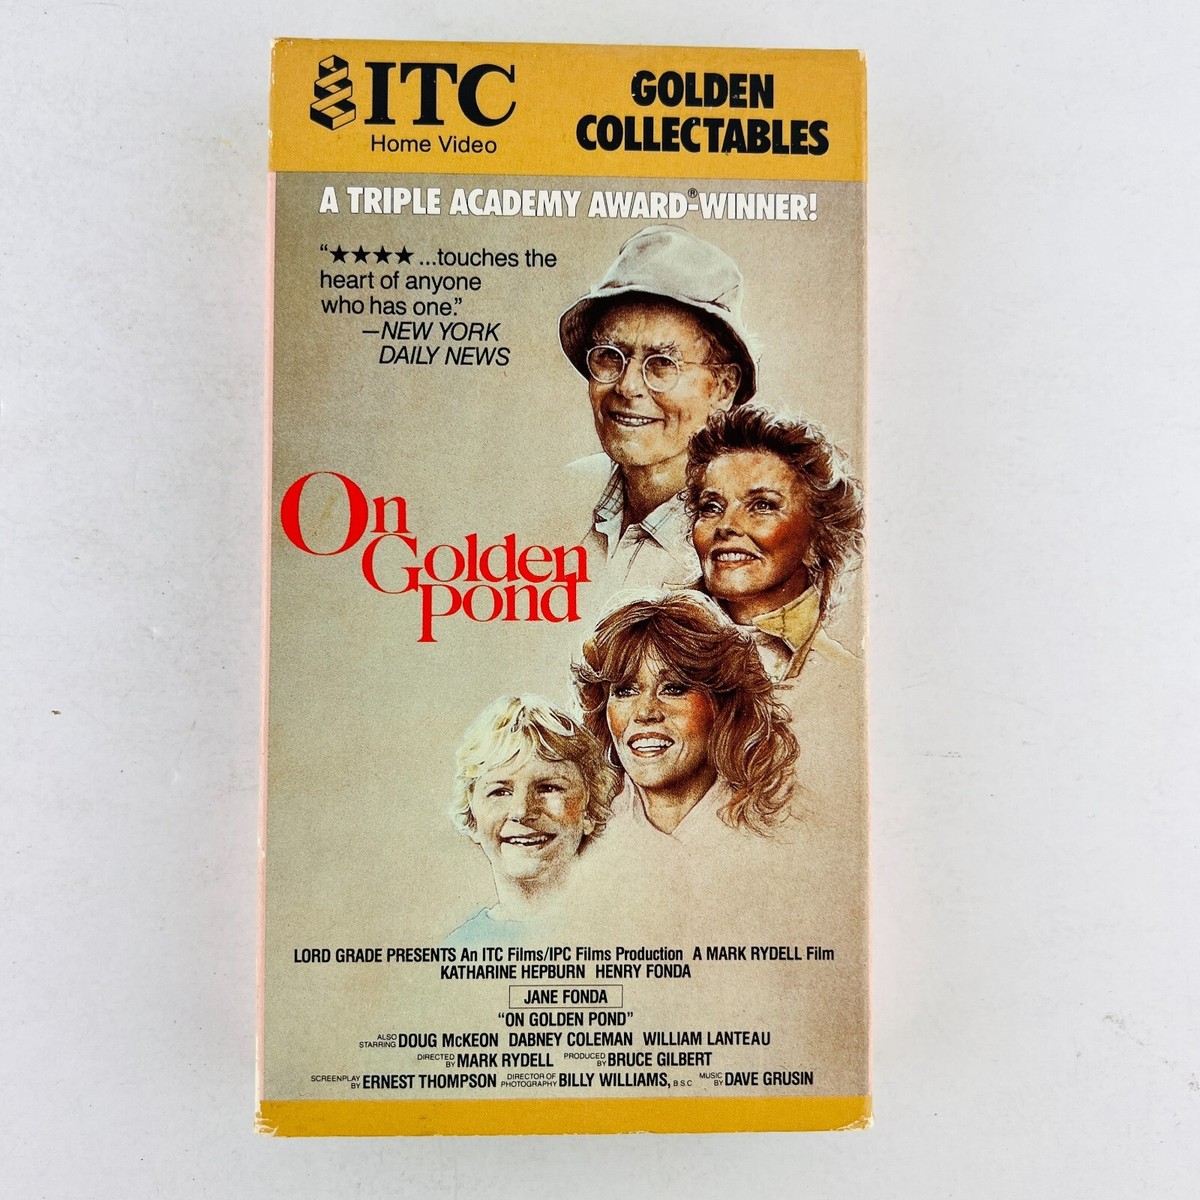 ITC
Home Video
GOLDEN
COLLECTABLES
A TRIPLE ACADEMY AWARD®-WINNER!
“★★★★...touches the
heart of anyone
who has one.”
—NEW YORK
DAILY NEWS
On
Golden
Pond
LORD GRADE PRESENTS An ITC Films/IPC Films Production A MARK RYDELL Film
KATHARINE HEPBURN HENRY FONDA
JANE FONDA
“ON GOLDEN POND”
ALSO STARRING DOUG McKEON DABNEY COLEMAN WILLIAM LANTEAU
DIRECTED BY MARK RYDELL PRODUCED BY BRUCE GILBERT
SCREENPLAY BY ERNEST THOMPSON DIRECTOR OF PHOTOGRAPHY BILLY WILLIAMS, B.S.C MUSIC BY DAVE GRUSIN